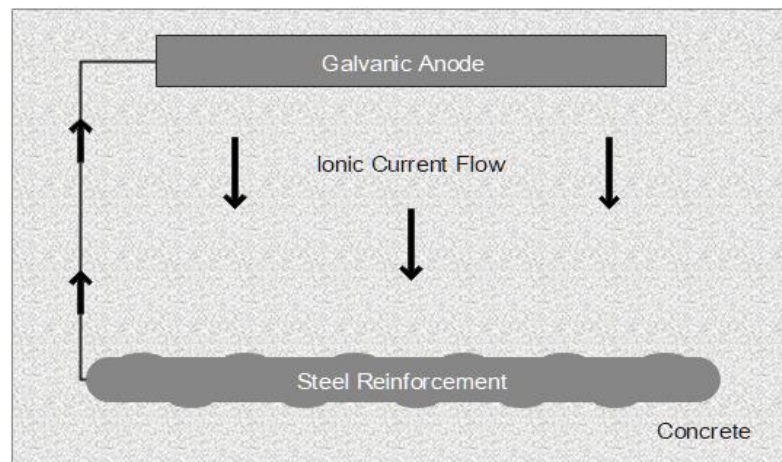 Galvanic Anode
Ionic Current Flow
Steel Reinforcement
Concrete